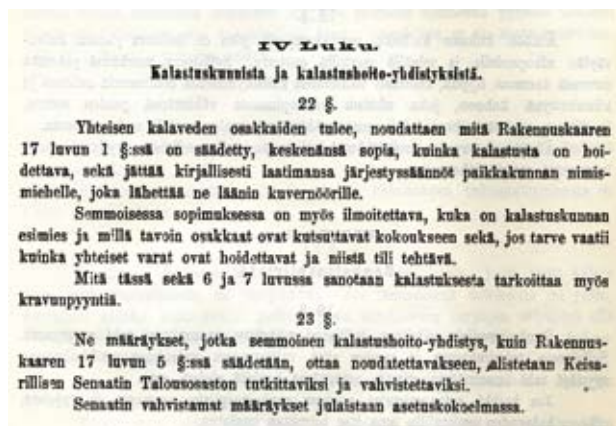 IV Luku.
Kalastuskunnista ja kalastushoito-yhdistyksistä.
22 §.
Yhteisen kalaveden osakkaiden tulee, noudattaen mitä Rakennuskaaren
17 luvun 1 §:ssä on säädetty, keskenänsä sopia, kuinka kalastusta on hoi-
dettava, sekä jättää kirjallisesti laatimansa järjestyssäännöt paikkakunnan nimis-
miehelle, joka lähettää ne läänin kuvernöörille.
Semmoisessa sopimuksessa on myös ilmoitettava, kuka on kalastuskunnan
esimies ja millä tavoin osakkaat ovat kutsuttavat kokoukseen sekä, jos tarve vaatii
kuinka yhteiset varat ovat hoidettavat ja niistä tili tehtävä.
Mitä tässä sekä 6 ja 7 luvussa sanotaan kalastuksesta tarkoittaa myös
kravunpyyntiä.
23 §.
Ne määräykset, jotka semmoinen kalastushoito-yhdistys, kuin Rakennus-
kaaren 17 luvun 5 §:ssä säädetään, ottaa noudatettavakseen, alistetaan Keisa-
rillisen Senaatin Talousosaston tutkittaviksi ja vahvistettaviksi.
Senaatin vahvistamat määräykset julaistaan asetuskokoelmassa.